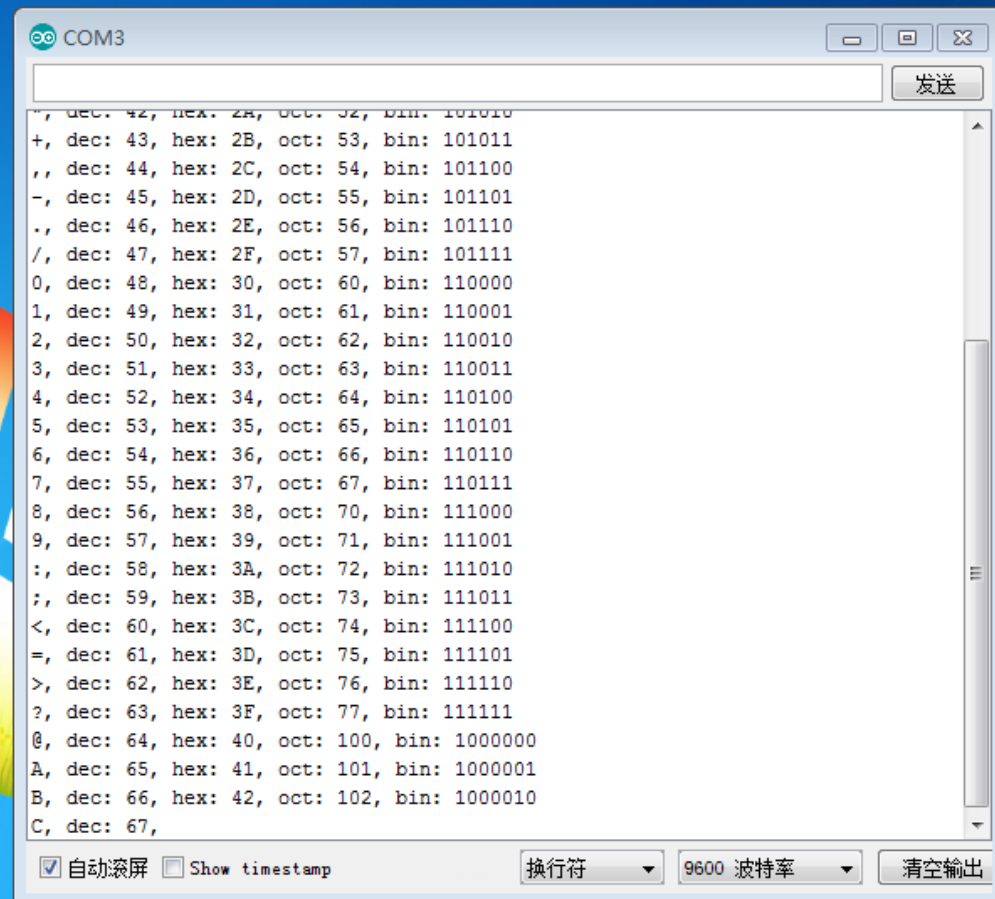 COM3
发送
*, dec: 42, hex: 2A, oct: 52, bin: 101010
+, dec: 43, hex: 2B, oct: 53, bin: 101011
,, dec: 44, hex: 2C, oct: 54, bin: 101100
-, dec: 45, hex: 2D, oct: 55, bin: 101101
., dec: 46, hex: 2E, oct: 56, bin: 101110
/, dec: 47, hex: 2F, oct: 57, bin: 101111
0, dec: 48, hex: 30, oct: 60, bin: 110000
1, dec: 49, hex: 31, oct: 61, bin: 110001
2, dec: 50, hex: 32, oct: 62, bin: 110010
3, dec: 51, hex: 33, oct: 63, bin: 110011
4, dec: 52, hex: 34, oct: 64, bin: 110100
5, dec: 53, hex: 35, oct: 65, bin: 110101
6, dec: 54, hex: 36, oct: 66, bin: 110110
7, dec: 55, hex: 37, oct: 67, bin: 110111
8, dec: 56, hex: 38, oct: 70, bin: 111000
9, dec: 57, hex: 39, oct: 71, bin: 111001
:, dec: 58, hex: 3A, oct: 72, bin: 111010
;, dec: 59, hex: 3B, oct: 73, bin: 111011
<, dec: 60, hex: 3C, oct: 74, bin: 111100
=, dec: 61, hex: 3D, oct: 75, bin: 111101
>, dec: 62, hex: 3E, oct: 76, bin: 111110
?, dec: 63, hex: 3F, oct: 77, bin: 111111
@, dec: 64, hex: 40, oct: 100, bin: 1000000
A, dec: 65, hex: 41, oct: 101, bin: 1000001
B, dec: 66, hex: 42, oct: 102, bin: 1000010
C, dec: 67,
自动滚屏 Show timestamp 换行符 9600 波特率 清空输出